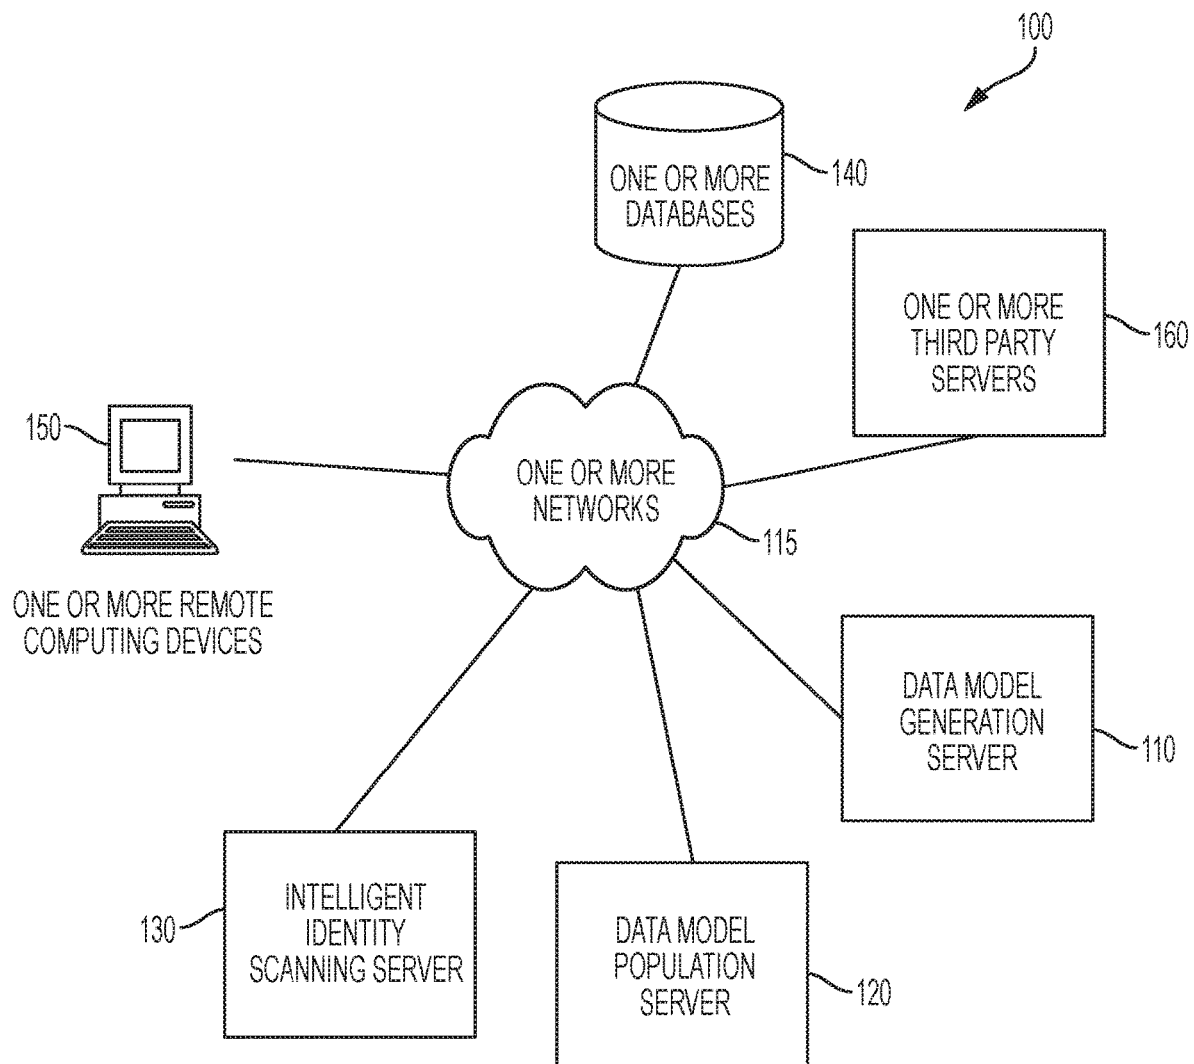 100
ONE OR MORE
DATABASES
140
ONE OR MORE
THIRD PARTY
SERVERS
160
150
ONE OR MORE REMOTE
COMPUTING DEVICES
ONE OR MORE
NETWORKS
115
DATA MODEL
GENERATION
SERVER
110
INTELLIGENT
IDENTITY
SCANNING SERVER
130
DATA MODEL
POPULATION
SERVER
120